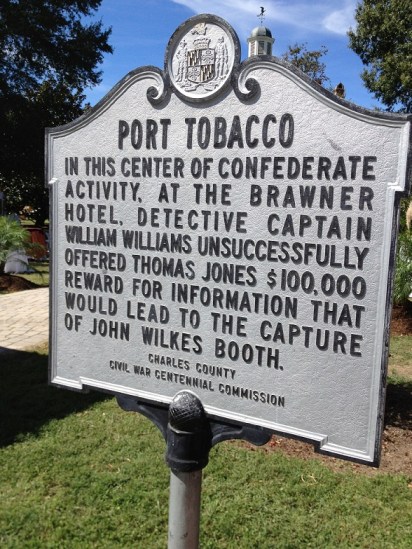 PORT TOBACCO
IN THIS CENTER OF CONFEDERATE
ACTIVITY, AT THE BRAWNER
HOTEL, DETECTIVE CAPTAIN
WILLIAM WILLIAMS UNSUCCESSFULLY
OFFERED THOMAS JONES $100,000
REWARD FOR INFORMATION THAT
WOULD LEAD TO THE CAPTURE
OF JOHN WILKES BOOTH.
CHARLES COUNTY
CIVIL WAR CENTENNIAL COMMISSION